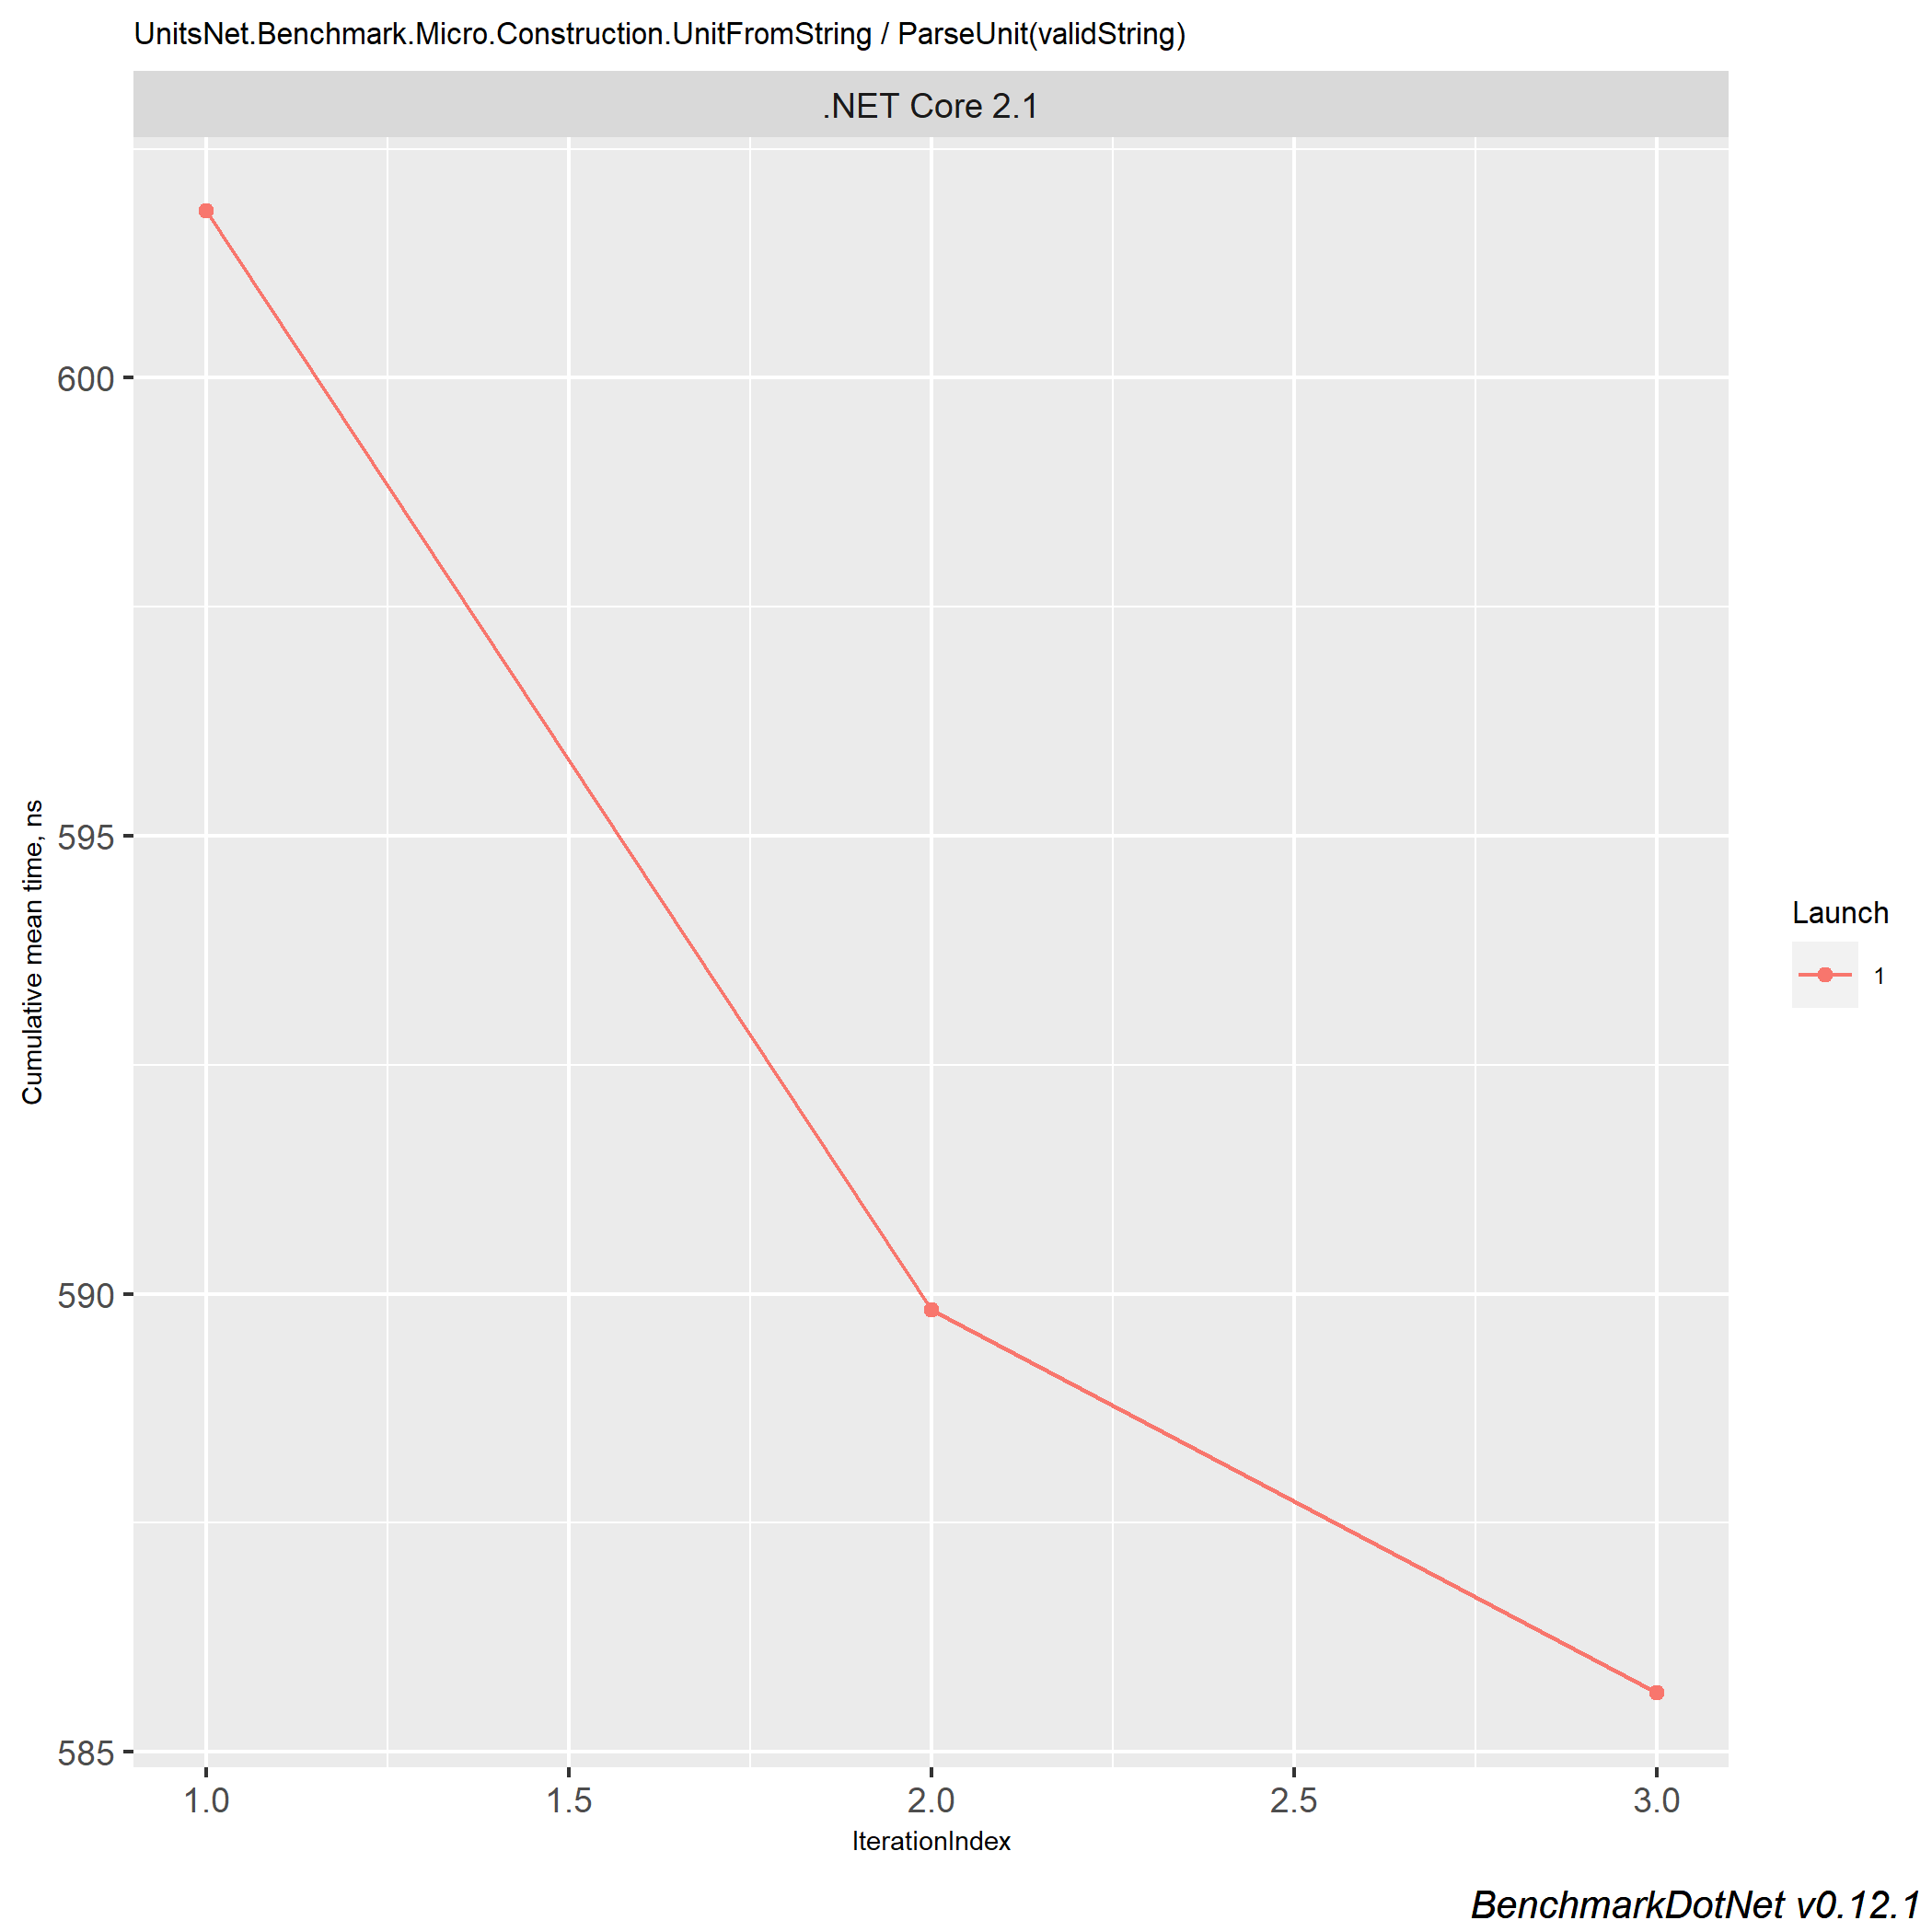 UnitsNet.Benchmark.Micro.Construction.UnitFromString / ParseUnit(validString)
.NET Core 2.1
Cumulative mean time, ns
600
595
590
585
1.0 1.5 2.0 2.5 3.0
IterationIndex
Launch
1
BenchmarkDotNet v0.12.1